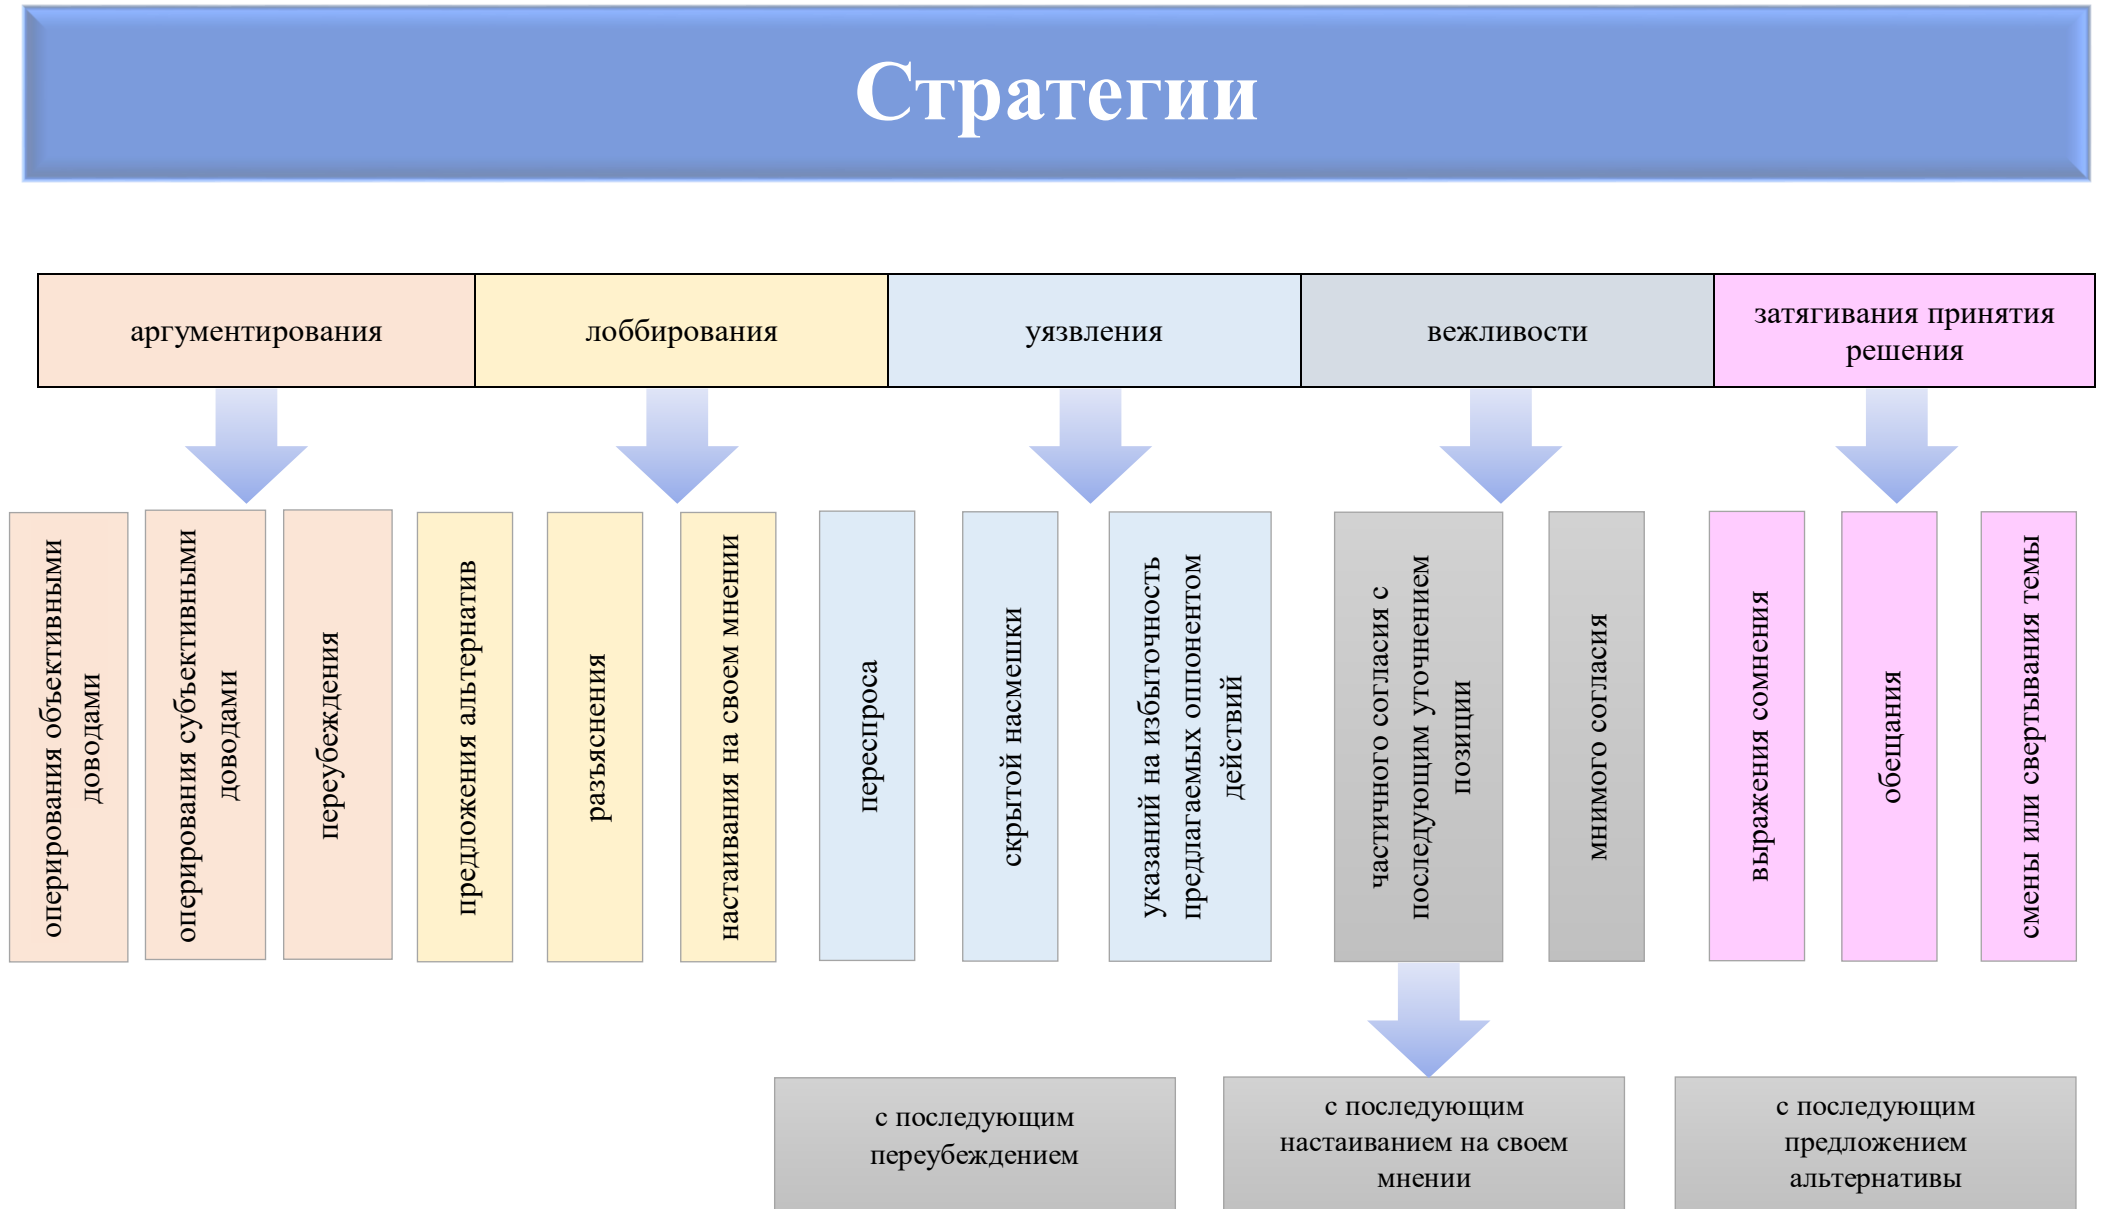 Стратегии
аргументирования
лоббирования
уязвления
вежливости
затягивания принятия
решения
оперирования объективными
доводами
оперирования субъективными
доводами
переубеждения
предложения альтернатив
разъяснения
настаивания на своем мнении
переспроса
скрытой насмешки
указаний на избыточность
предлагаемых оппонентом
действий
частичного согласия с
последующим уточнением
позиции
мнимого согласия
выражения сомнения
обещания
смены или свертывания темы
с последующим
переубеждением
с последующим
настаиванием на своем
мнении
с последующим
предложением
альтернативы